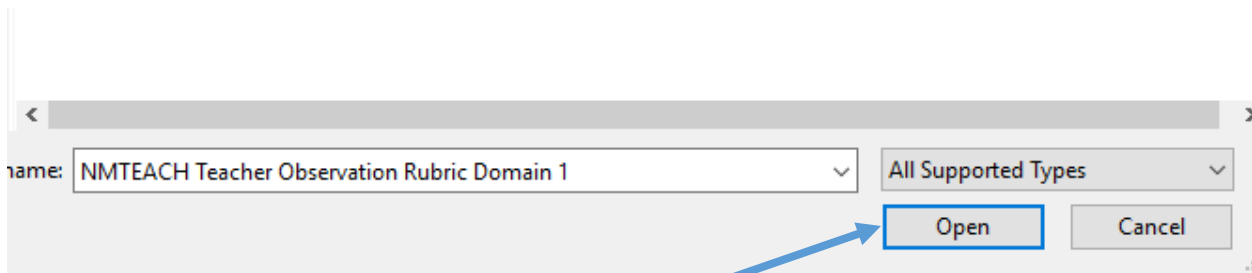 name: NMTEACH Teacher Observation Rubric Domain 1 All Supported Types
Open Cancel